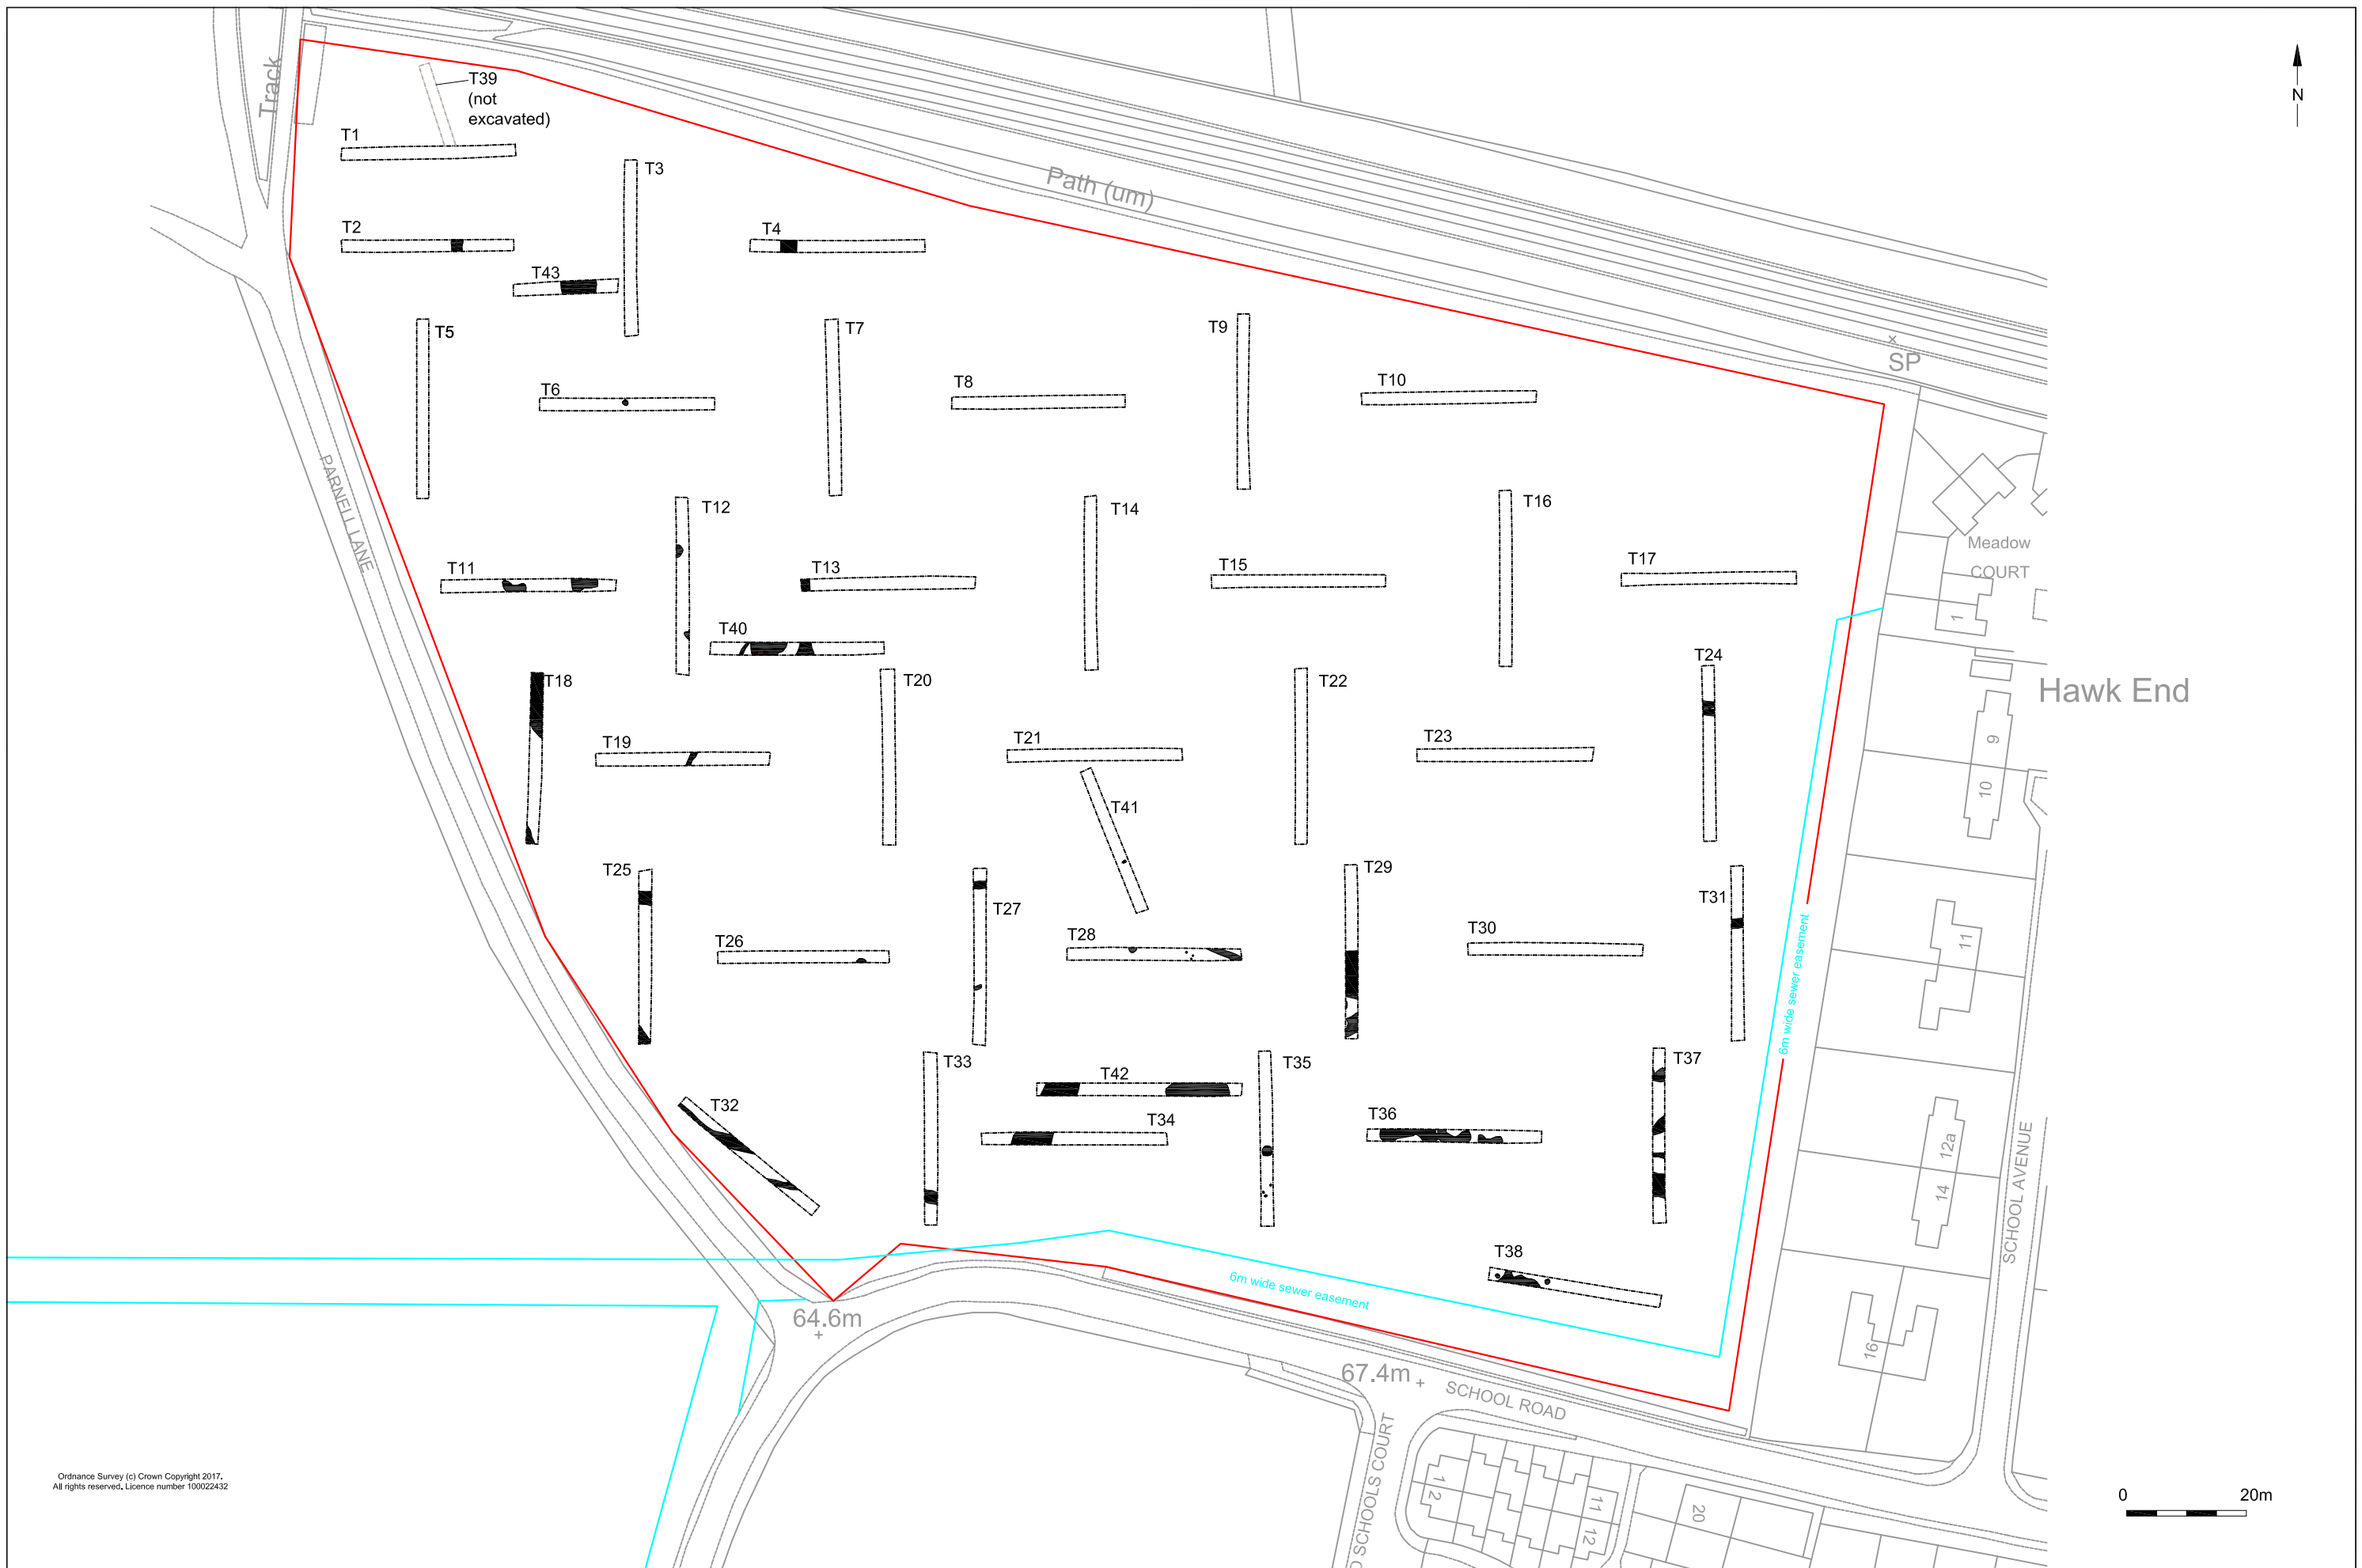 Track
T39
(not
excavated)
N
T1
T3
Path (um)
T2
T4
T43
T5
T7
T9
SP
T6
T8
T10
PARNELL LANE
T12
T14
T16
Meadow
COURT
T11
T13
T15
T17
1
T40
T24
T18
T20
T22
Hawk End
T19
T21
T23
9
10
T41
T25
T29
T31
T27
T26
T28
T30
11
6m wide sewer easement
T33
T35
T37
T42
T32
T34
T36
12a
14
SCHOOL AVENUE
T38
6m wide sewer easement
64.6m
16
67.4m
SCHOOL ROAD
SCHOOLS COURT
1
2
11
12
20
0 20m
Ordnance Survey (c) Crown Copyright 2017.
All rights reserved. Licence number 100022432